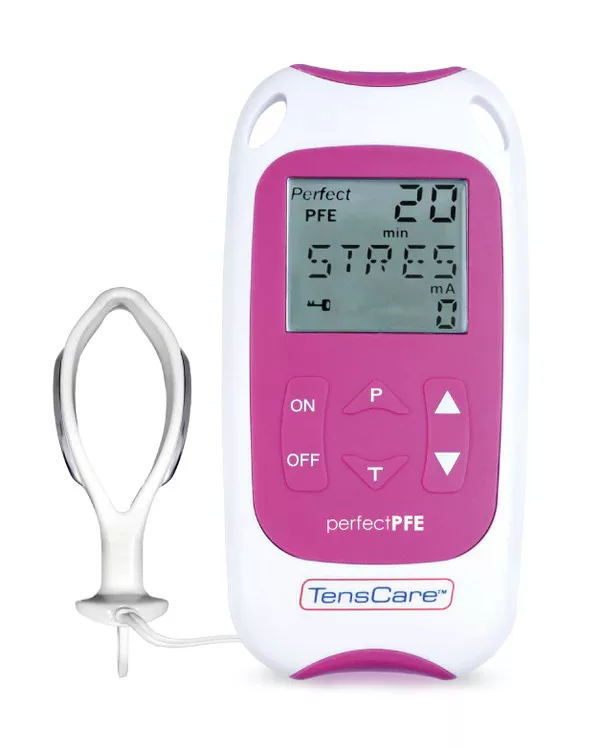 Perfect 20
PFE
min
STRES
mA
0
ON
P
OFF
T
perfectPFE
TensCare™